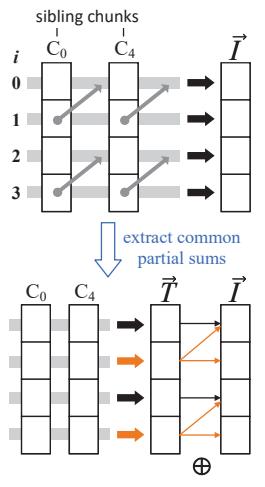 sibling chunks
i C₀ C₄ I⃗
0
1
2
3
extract common
partial sums
C₀ C₄ T⃗ I⃗
⊕